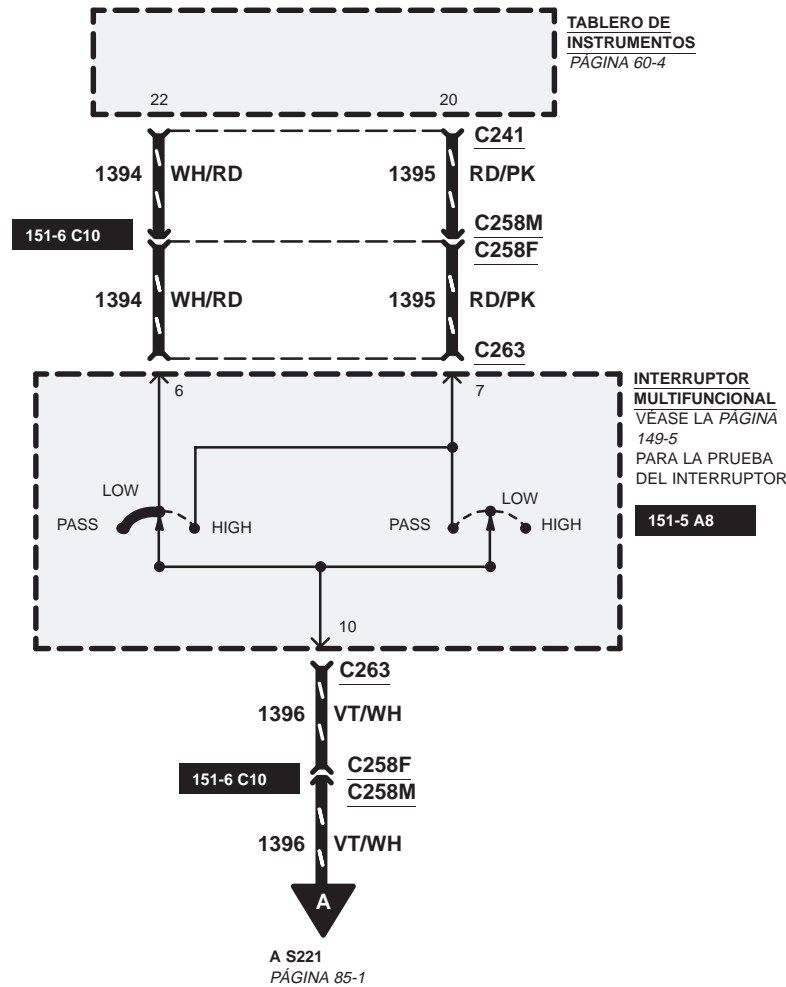 TABLERO DE
INSTRUMENTOS
PÁGINA 60-4
22
20
C241
1394
WH/RD
1395
RD/PK
C258M
151-6 C10
C258F
1394
WH/RD
1395
RD/PK
C263
6
7
INTERRUPTOR
MULTIFUNCIONAL
VÉASE LA PÁGINA
149-5
PARA LA PRUEBA
DEL INTERRUPTOR
151-5 A8
LOW
PASS
HIGH
LOW
PASS
HIGH
10
C263
1396
VT/WH
C258F
151-6 C10
C258M
1396
VT/WH
A
A S221
PÁGINA 85-1